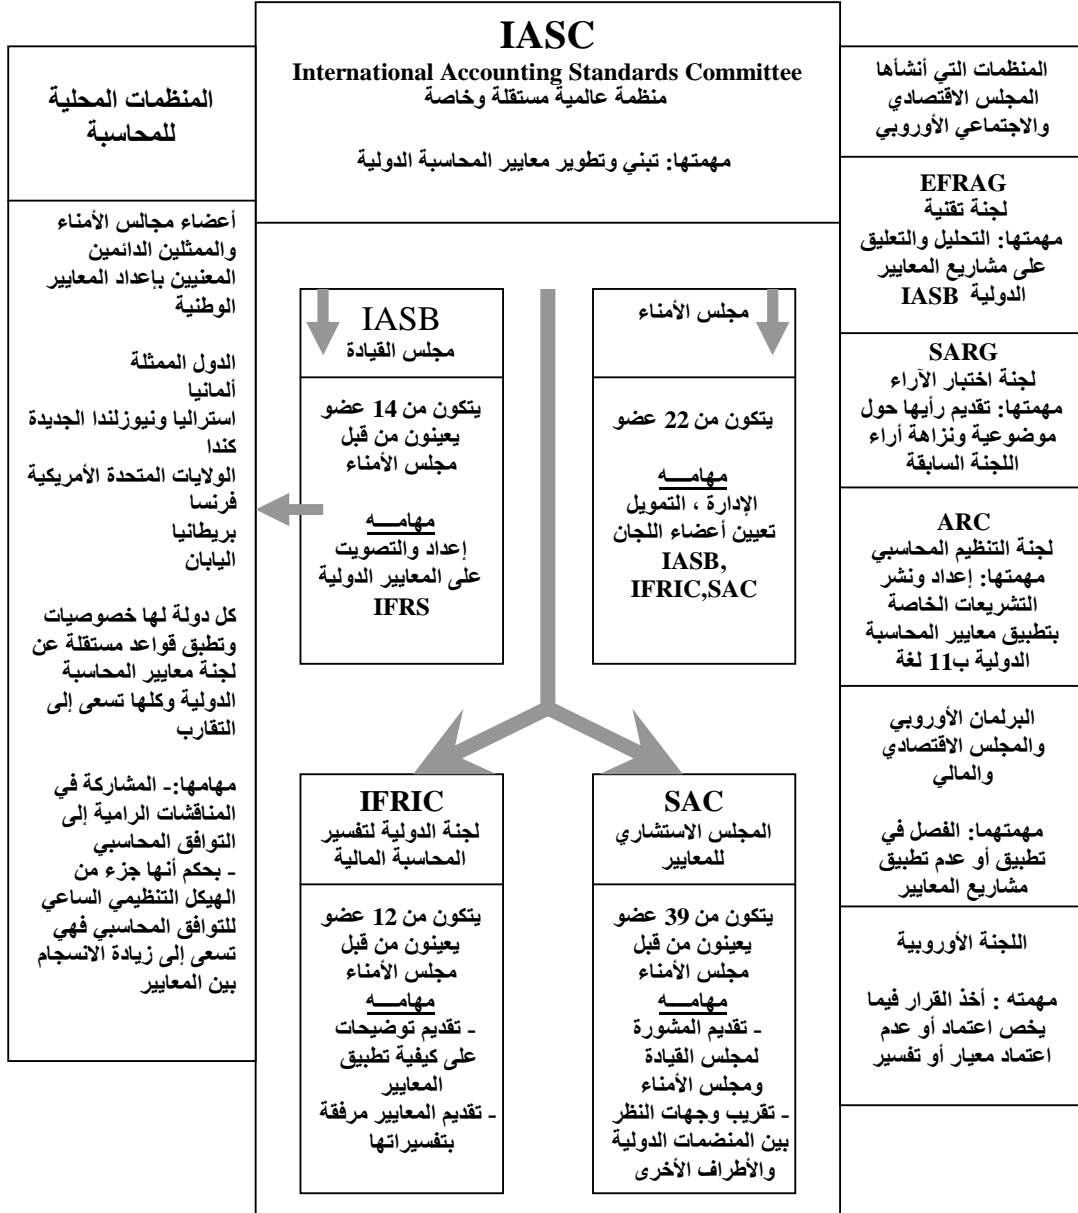 IASC
International Accounting Standards Committee
منظمة عالمية مستقلة وخاصة
مهمتها: تبني وتطوير معايير المحاسبة الدولية
المنظمات التي أنشأها
المجلس الاقتصادي
والاجتماعي الأوروبي
EFRAG
لجنة تقنية
مهمتها: التحليل والتعليق
على مشاريع المعايير
الدولية IASB
SARG
لجنة اختبار الآراء
مهمتها: تقديم رأيها حول
موضوعية ونزاهة أراء
اللجنة السابقة
ARC
لجنة التنظيم المحاسبي
مهمتها: إعداد ونشر
التشريعات الخاصة
بتطبيق معايير المحاسبة
الدولية ب11 لغة
البرلمان الأوروبي
والمجلس الاقتصادي
والمالي
مهمتهما: الفصل في
تطبيق أو عدم تطبيق
مشاريع المعايير
اللجنة الأوروبية
مهمته : أخذ القرار فيما
يخص اعتماد أو عدم
اعتماد معيار أو تفسير
مجلس الأمناء
يتكون من 22 عضو
مهامــــه
الإدارة ، التمويل
تعيين أعضاء اللجان
IASB,
IFRIC,SAC
IASB
مجلس القيادة
يتكون من 14 عضو
يعينون من قبل
مجلس الأمناء
مهامــــه
إعداد والتصويت
على المعايير الدولية
IFRS
SAC
المجلس الاستشاري
للمعايير
يتكون من 39 عضو
يعينون من قبل
مجلس الأمناء
مهامــــه
- تقديم المشورة
لمجلس القيادة
ومجلس الأمناء
- تقريب وجهات النظر
بين المنضمات الدولية
والأطراف الأخرى
IFRIC
لجنة الدولية لتفسير
المحاسبة المالية
يتكون من 12 عضو
يعينون من قبل
مجلس الأمناء
مهامــــه
- تقديم توضيحات
على كيفية تطبيق
المعايير
- تقديم المعايير مرفقة
بتفسيراتها
المنظمات المحلية
للمحاسبة
أعضاء مجالس الأمناء
والممثلين الدائمين
المعنيين بإعداد المعايير
الوطنية
الدول الممثلة
ألمانيا
استراليا ونيوزلندا الجديدة
كندا
الولايات المتحدة الأمريكية
فرنسا
بريطانيا
اليابان
كل دولة لها خصوصيات
وتطبق قواعد مستقلة عن
لجنة معايير المحاسبة
الدولية وكلها تسعى إلى
التقارب
مهامها:- المشاركة في
المناقشات الرامية إلى
التوافق المحاسبي
- بحكم أنها جزء من
الهيكل التنظيمي الساعي
للتوافق المحاسبي فهي
تسعى إلى زيادة الانسجام
بين المعايير